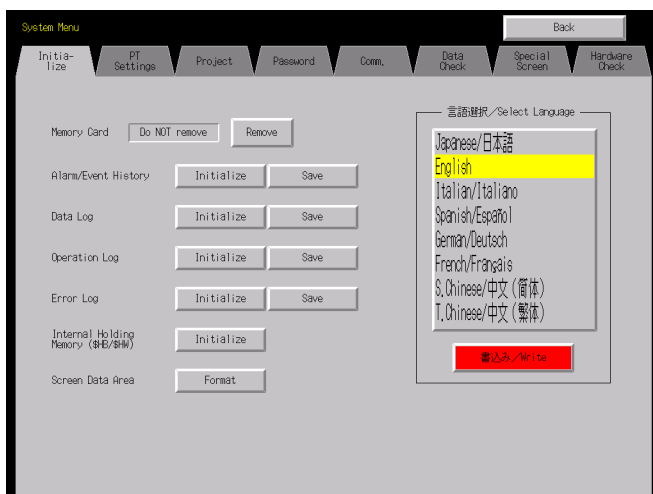 System Menu
Back
Initia-
lize
PT
Settings
Project
Password
Comm.
Data
Check
Special
Screen
Hardware
Check
言語選択／Select Language
Memory Card
Do NOT remove
Remove
Japanese/日本語
English
Italian/Italiano
Spanish/Español
German/Deutsch
French/Français
S.Chinese/中文(简体)
T.Chinese/中文(繁体)
書込み／Write
Alarm/Event History
Initialize
Save
Data Log
Initialize
Save
Operation Log
Initialize
Save
Error Log
Initialize
Save
Internal Holding
Memory ($HB/$HW)
Initialize
Screen Data Area
Format